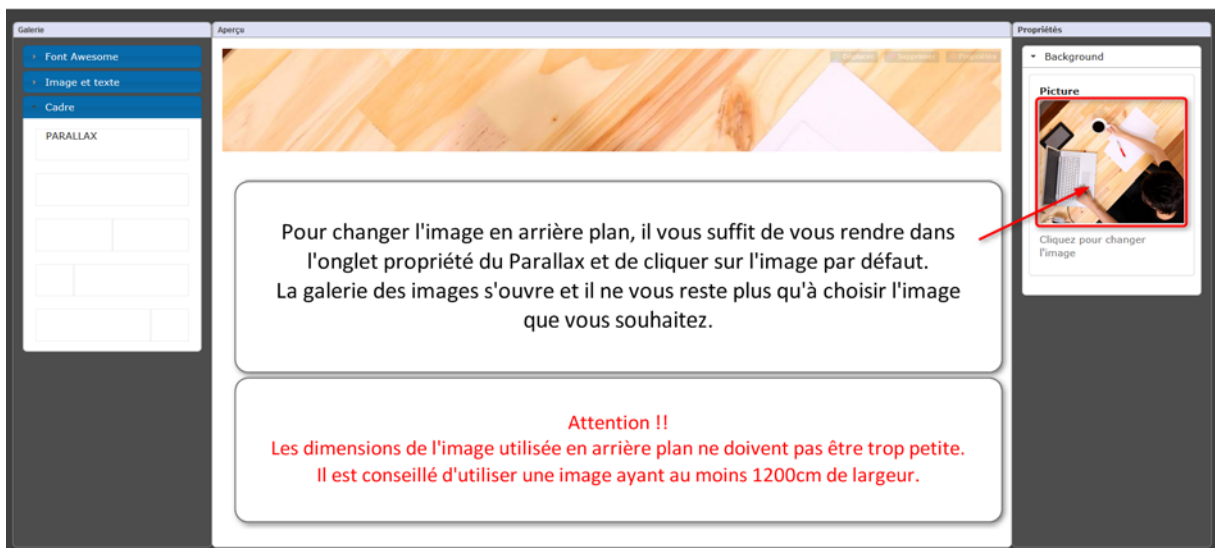 Galerie
Font Awesome
Image et texte
Cadre
PARALLAX
Aperçu
Déplacer
Supprimer
Propriétés
Pour changer l'image en arrière plan, il vous suffit de vous rendre dans
l'onglet propriété du Parallax et de cliquer sur l'image par défaut.
La galerie des images s'ouvre et il ne vous reste plus qu'à choisir l'image
que vous souhaitez.
Attention !!
Les dimensions de l'image utilisée en arrière plan ne doivent pas être trop petite.
Il est conseillé d'utiliser une image ayant au moins 1200cm de largeur.
Propriétés
Background
Picture
Cliquez pour changer
l'image